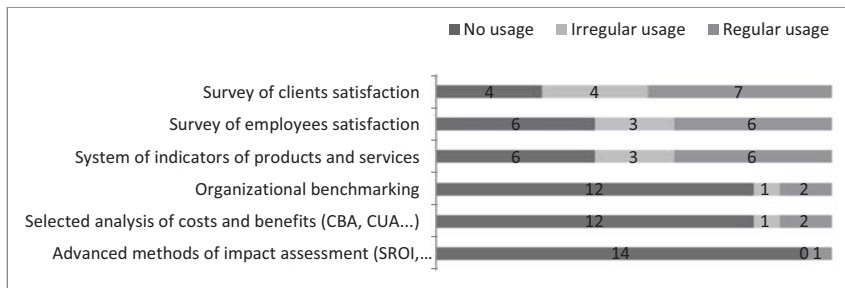 No usage Irregular usage Regular usage
Survey of clients satisfaction 4 4 7
Survey of employees satisfaction 6 3 6
System of indicators of products and services 6 3 6
Organizational benchmarking 12 1 2
Selected analysis of costs and benefits (CBA, CUA...) 12 1 2
Advanced methods of impact assessment (SROI,... 14 0 1